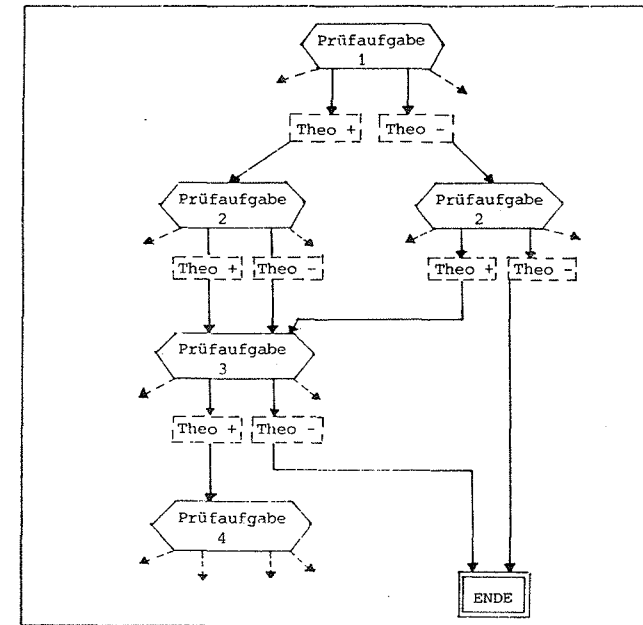 Prüfaufgabe
1
Theo +
Theo -
Prüfaufgabe
2
Prüfaufgabe
2
Theo +
Theo -
Theo +
Theo -
Prüfaufgabe
3
Theo +
Theo -
Prüfaufgabe
4
ENDE